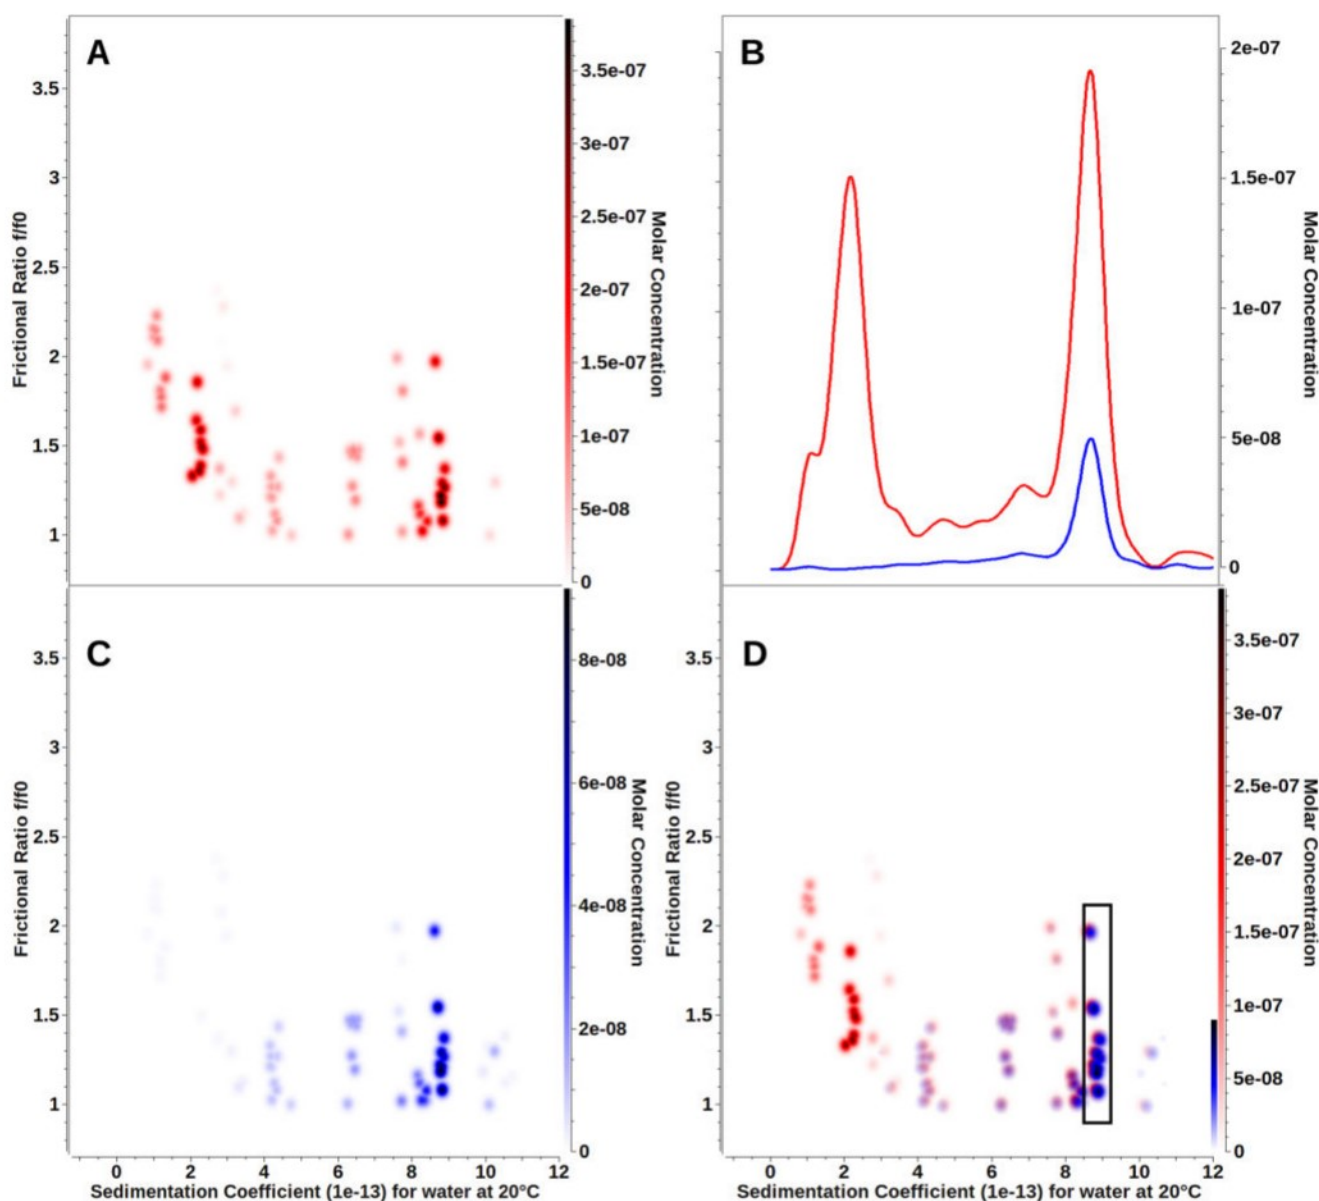 A
3.5
3
2.5
2
1.5
1
Frictional Ratio f/f0
3.5e-07
3e-07
2.5e-07
2e-07
1.5e-07
1e-07
5e-08
0
Molar Concentration
B
2e-07
1.5e-07
1e-07
5e-08
0
Molar Concentration
C
3.5
3
2.5
2
1.5
1
Frictional Ratio f/f0
8e-08
6e-08
4e-08
2e-08
0
Molar Concentration
0 2 4 6 8 10 12
Sedimentation Coefficient (1e-13) for water at 20°C
D
3.5
3
2.5
2
1.5
1
Frictional Ratio f/f0
3.5e-07
3e-07
2.5e-07
2e-07
1.5e-07
1e-07
5e-08
0
Molar Concentration
0 2 4 6 8 10 12
Sedimentation Coefficient (1e-13) for water at 20°C